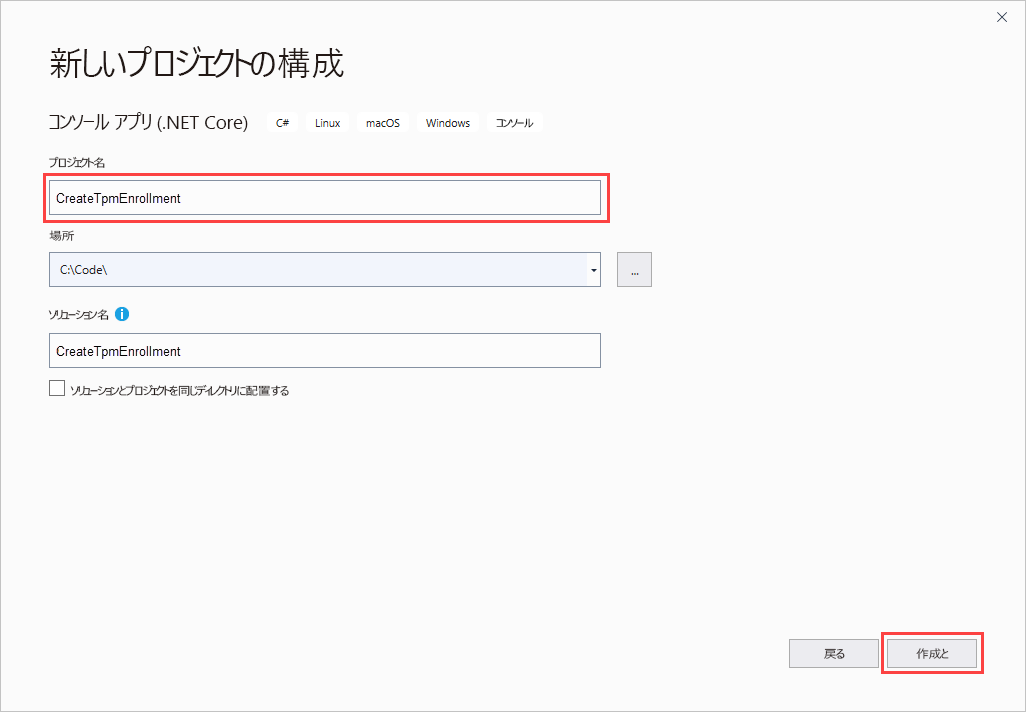 新しいプロジェクトの構成
コンソール アプリ (.NET Core) C# Linux macOS Windows コンソール
プロジェクト名
CreateTpmEnrollment
場所
C:\Code\
...
ソリューション名 i
CreateTpmEnrollment
ソリューションとプロジェクトを同じディレクトリに配置する
戻る 作成と